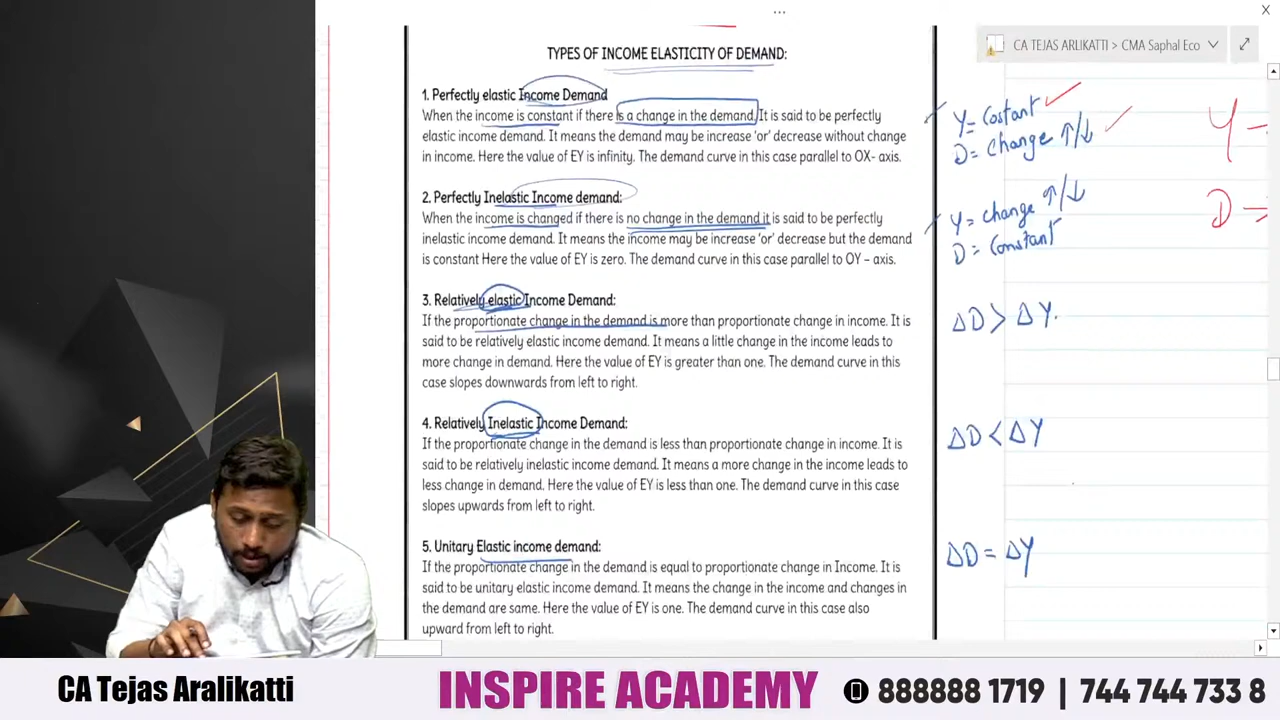 ...
CA TEJAS ARLIKATTI > CMA Saphal Eco
TYPES OF INCOME ELASTICITY OF DEMAND:
1. Perfectly elastic Income Demand
When the income is constant if there is a change in the demand. It is said to be perfectly
elastic income demand. It means the demand may be increase 'or' decrease without change
in income. Here the value of EY is infinity. The demand curve in this case parallel to OX- axis.
Y = Costant
D = Change ↑/↓
Y
D
2. Perfectly Inelastic Income demand:
When the income is changed if there is no change in the demand it is said to be perfectly
inelastic income demand. It means the income may be increase 'or' decrease but the demand
is constant Here the value of EY is zero. The demand curve in this case parallel to OY – axis.
Y = change ↑/↓
D = Constant
3. Relatively elastic Income Demand:
If the proportionate change in the demand is more than proportionate change in income. It is
said to be relatively elastic income demand. It means a little change in the income leads to
more change in demand. Here the value of EY is greater than one. The demand curve in this
case slopes downwards from left to right.
ΔD > ΔY.
4. Relatively Inelastic Income Demand:
If the proportionate change in the demand is less than proportionate change in income. It is
said to be relatively inelastic income demand. It means a more change in the income leads to
less change in demand. Here the value of EY is less than one. The demand curve in this case
slopes upwards from left to right.
ΔD < ΔY
5. Unitary Elastic income demand:
If the proportionate change in the demand is equal to proportionate change in Income. It is
said to be unitary elastic income demand. It means the change in the income and changes in
the demand are same. Here the value of EY is one. The demand curve in this case also
upward from left to right.
ΔD = ΔY
CA Tejas Aralikatti
INSPIRE ACADEMY
888888 1719 | 744 744 733 8